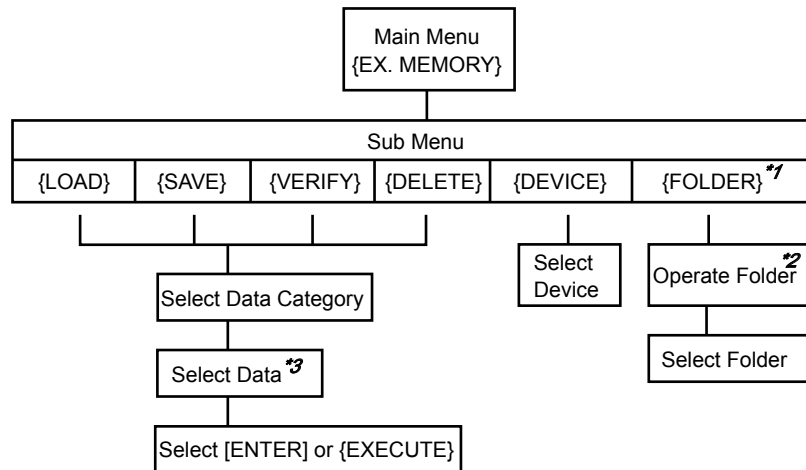 Main Menu
{EX. MEMORY}
Sub Menu
{LOAD} {SAVE} {VERIFY} {DELETE} {DEVICE} {FOLDER}*1
Select
Device
Operate Folder*2
Select Data Category
Select Folder
Select Data*3
Select [ENTER] or {EXECUTE}